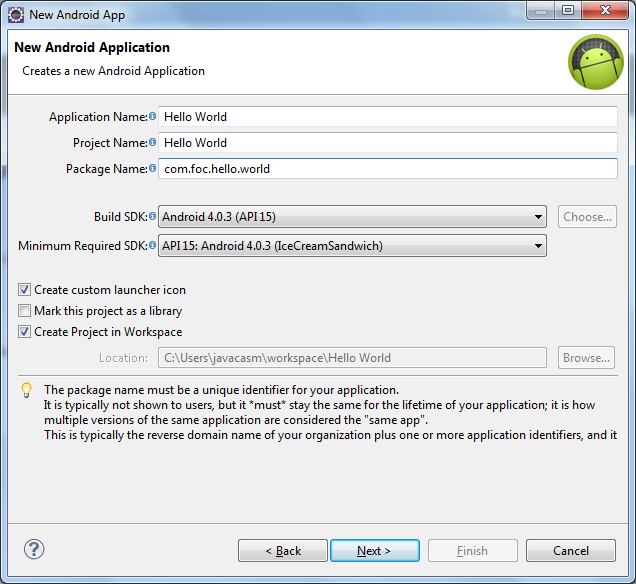 New Android App
New Android Application
Creates a new Android Application
Application Name: Hello World
Project Name: Hello World
Package Name: com.foc.hello.world
Build SDK: Android 4.0.3 (API 15) Choose...
Minimum Required SDK: API 15: Android 4.0.3 (IceCreamSandwich)
Create custom launcher icon
Mark this project as a library
Create Project in Workspace
Location: C:\Users\javacasm\workspace\Hello World Browse...
The package name must be a unique identifier for your application.
It is typically not shown to users, but it *must* stay the same for the lifetime of your application; it is how
multiple versions of the same application are considered the "same app".
This is typically the reverse domain name of your organization plus one or more application identifiers, and it
? < Back Next > Finish Cancel